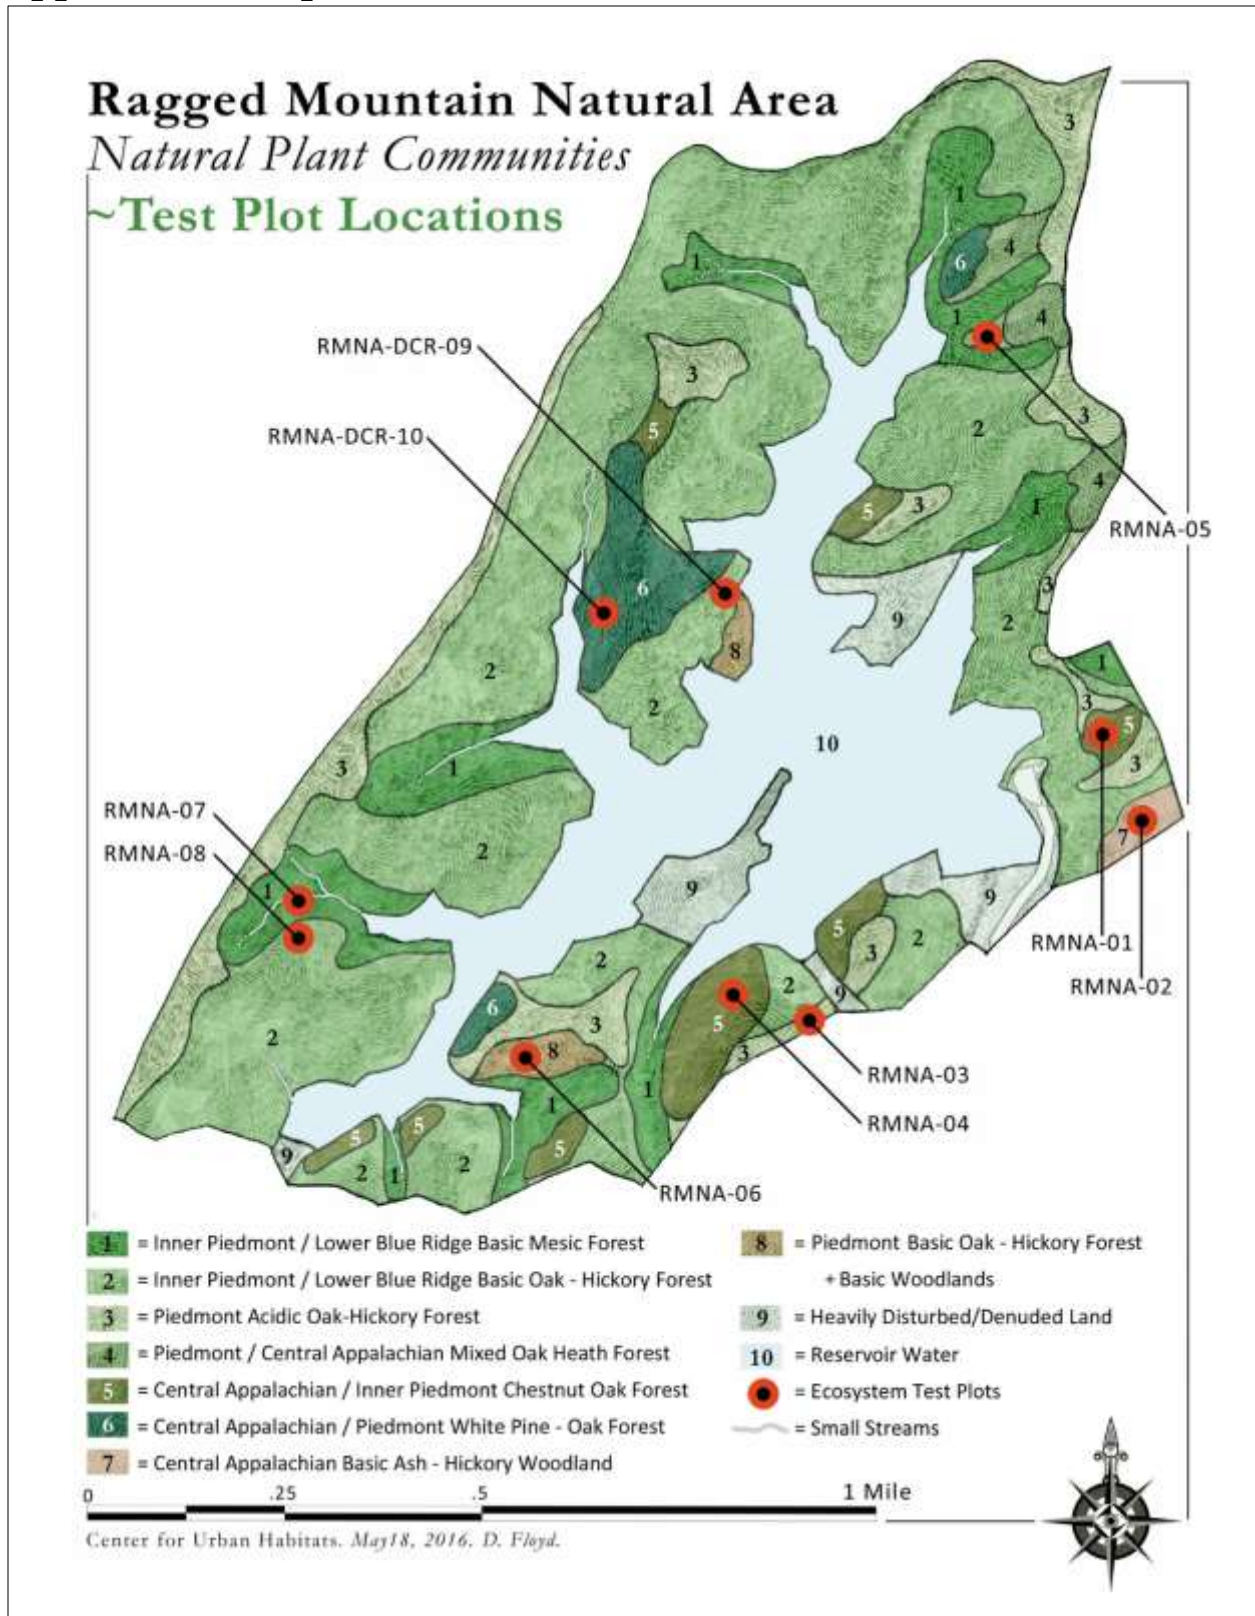 Ragged Mountain Natural Area
Natural Plant Communities
~Test Plot Locations
3
1
4
6
1
1
4
RMNA-DCR-09
3
3
2
5
RMNA-DCR-10
4
5
3
1
RMNA-05
6
3
9
2
8
2
1
2
3
5
10
3
3
1
RMNA-07
7
RMNA-08
2
1
9
9
5
2
3
RMNA-01
2
RMNA-02
6
2
9
2
3
5
8
3
RMNA-03
1
1
RMNA-04
5
5
5
9
2
1
2
RMNA-06
1 = Inner Piedmont / Lower Blue Ridge Basic Mesic Forest
2 = Inner Piedmont / Lower Blue Ridge Basic Oak - Hickory Forest
3 = Piedmont Acidic Oak-Hickory Forest
4 = Piedmont / Central Appalachian Mixed Oak Heath Forest
5 = Central Appalachian / Inner Piedmont Chestnut Oak Forest
6 = Central Appalachian / Piedmont White Pine - Oak Forest
7 = Central Appalachian Basic Ash - Hickory Woodland
8 = Piedmont Basic Oak - Hickory Forest
+ Basic Woodlands
9 = Heavily Disturbed/Denuded Land
10 = Reservoir Water
= Ecosystem Test Plots
= Small Streams
0 .25 .5 1 Mile
Center for Urban Habitats. May18, 2016. D. Floyd.